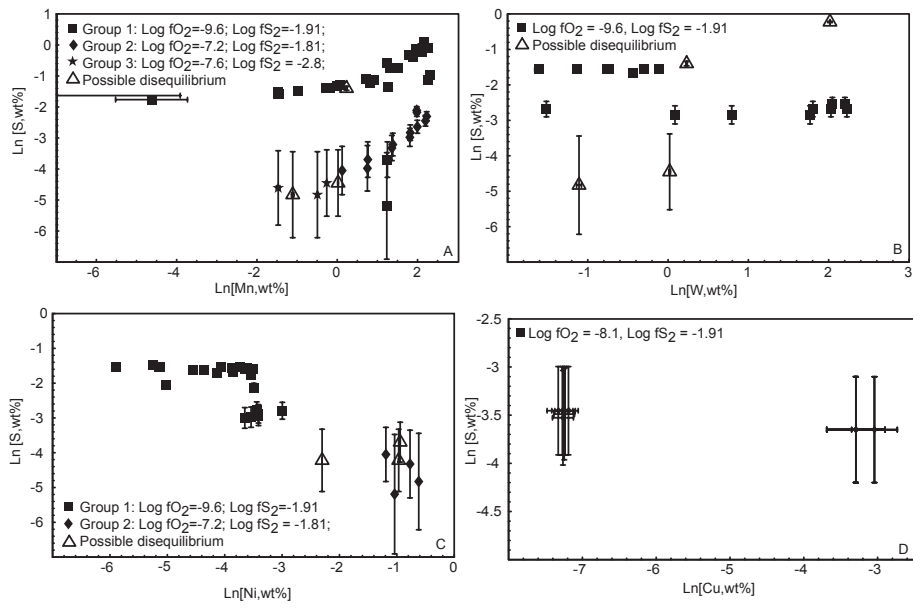 Group 1: Log fO2=-9.6; Log fS2=-1.91;
Group 2: Log fO2=-7.2; Log fS2=-1.81;
Group 3: Log fO2=-7.6; Log fS2 = -2.8;
Possible disequilibrium
1
0
-1
-2
-3
-4
-5
-6
Ln [S,wt%]
-6
-4
-2
0
2
Ln[Mn,wt%]
A
Log fO2 = -9.6, Log fS2 = -1.91
Possible disequilibrium
-0
-1
-2
-3
-4
-5
-6
Ln [S,wt%]
-1
0
1
2
3
Ln[W,wt%]
B
0
-1
-2
-3
-4
-5
-6
Ln [S,wt%]
Group 1: Log fO2=-9.6; Log fS2=-1.91
Group 2: Log fO2=-7.2; Log fS2 = -1.81;
Possible disequilibrium
-6
-5
-4
-3
-2
-1
0
Ln[Ni,wt%]
C
Log fO2 = -8.1, Log fS2 = -1.91
-2.5
-3
-3.5
-4
-4.5
Ln [S,wt%]
-7
-6
-5
-4
-3
Ln[Cu,wt%]
D